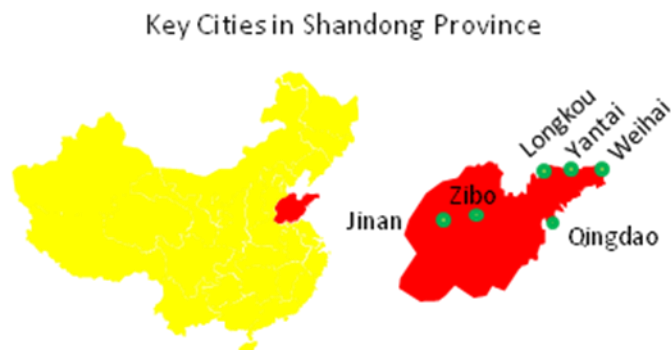 Key Cities in Shandong Province
Longkou
Yantai
Weihai
Zibo
Jinan
Qingdao